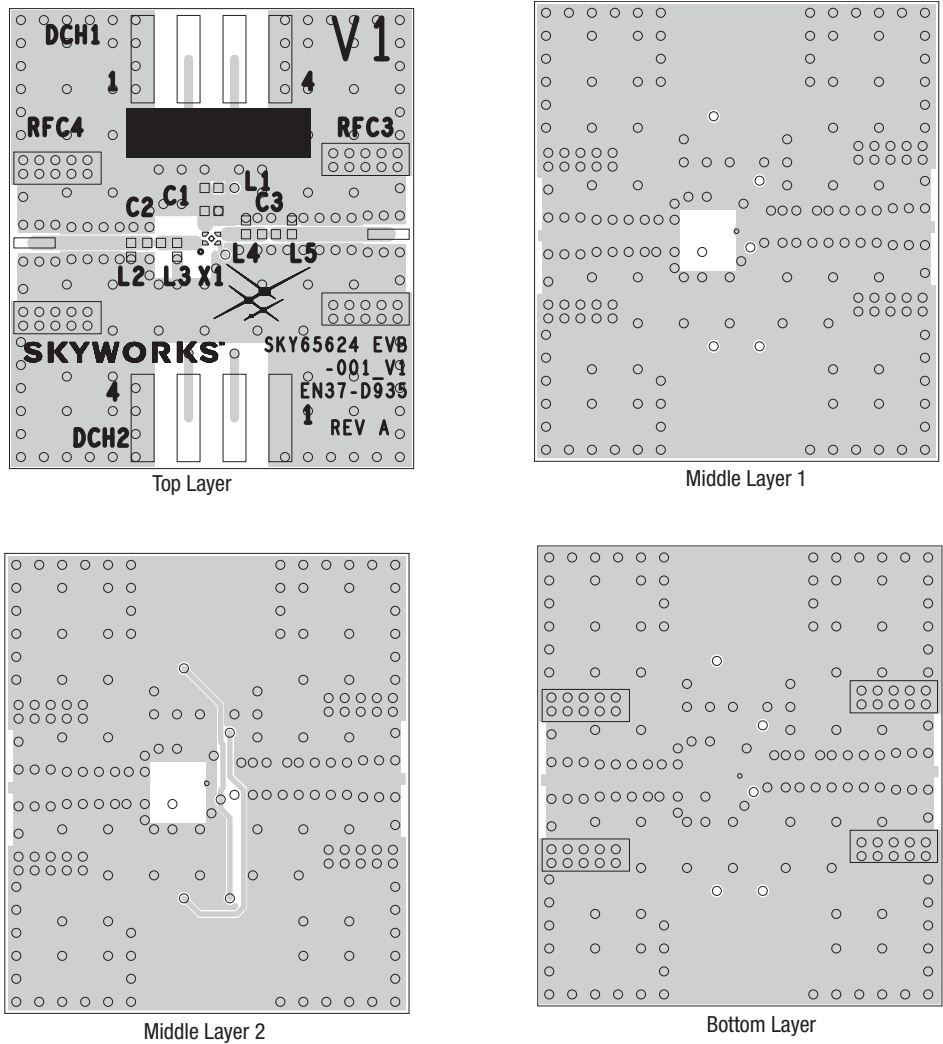 DCH1
V1
1
4
RFC4
RFC3
L1
C1
C3
C2
L4
L5
L2
L3
X1
SKYWORKS™
SKY65624 EVB
-001_V1
EN37-D935
4
1
REV A
DCH2
Top Layer
Middle Layer 1
Middle Layer 2
Bottom Layer